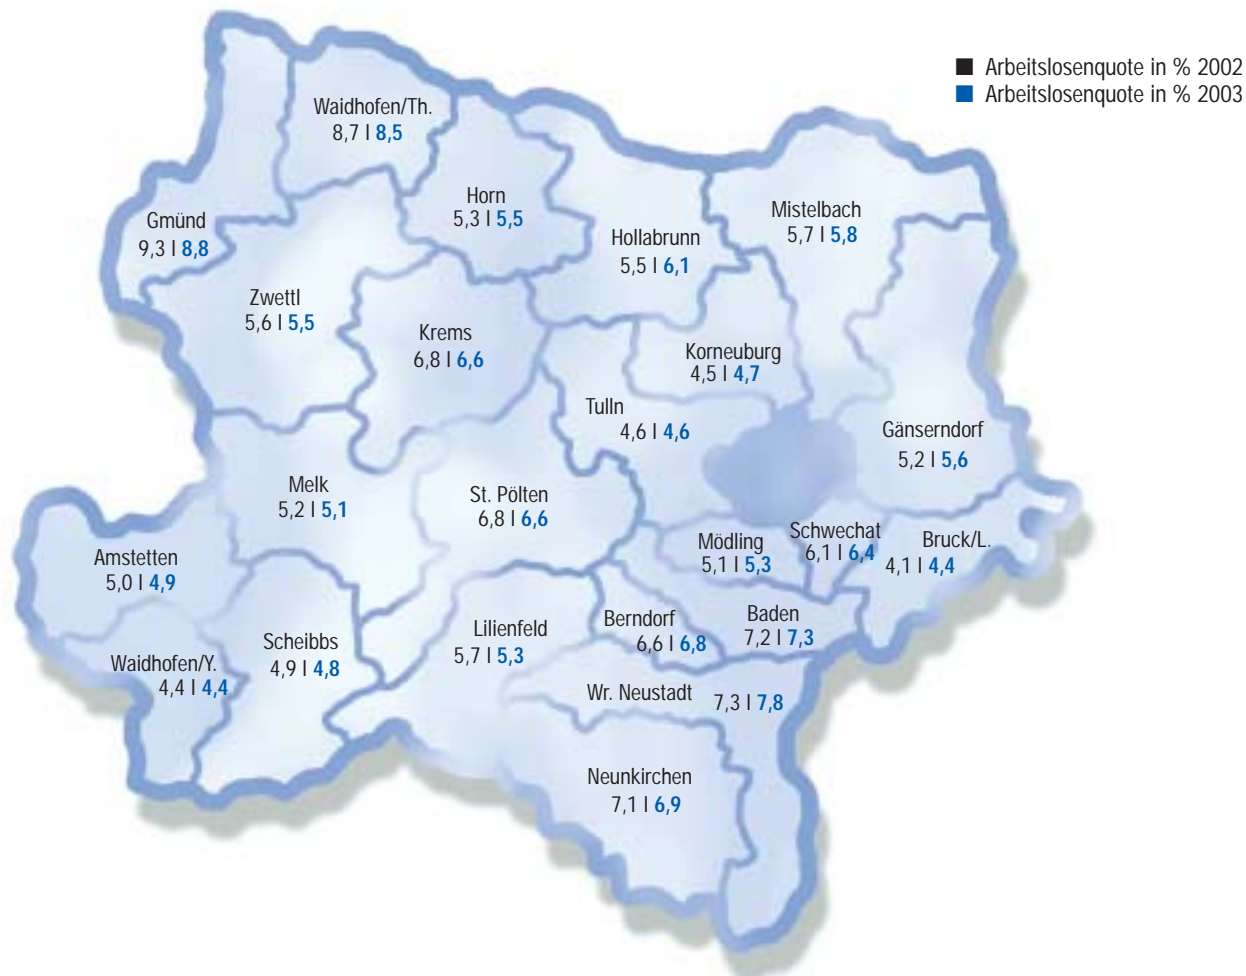 ■ Arbeitslosenquote in % 2002
■ Arbeitslosenquote in % 2003
Waidhofen/Th.
8,7 I 8,5
Horn
5,3 I 5,5
Gmünd
9,3 I 8,8
Hollabrunn
5,5 I 6,1
Mistelbach
5,7 I 5,8
Zwettl
5,6 I 5,5
Krems
6,8 I 6,6
Korneuburg
4,5 I 4,7
Tulln
4,6 I 4,6
Gänserndorf
5,2 I 5,6
Melk
5,2 I 5,1
St. Pölten
6,8 I 6,6
Mödling
5,1 I 5,3
Schwechat
6,1 I 6,4
Bruck/L.
4,1 I 4,4
Amstetten
5,0 I 4,9
Scheibbs
4,9 I 4,8
Lilienfeld
5,7 I 5,3
Berndorf
6,6 I 6,8
Baden
7,2 I 7,3
Waidhofen/Y.
4,4 I 4,4
Wr. Neustadt
7,3 I 7,8
Neunkirchen
7,1 I 6,9